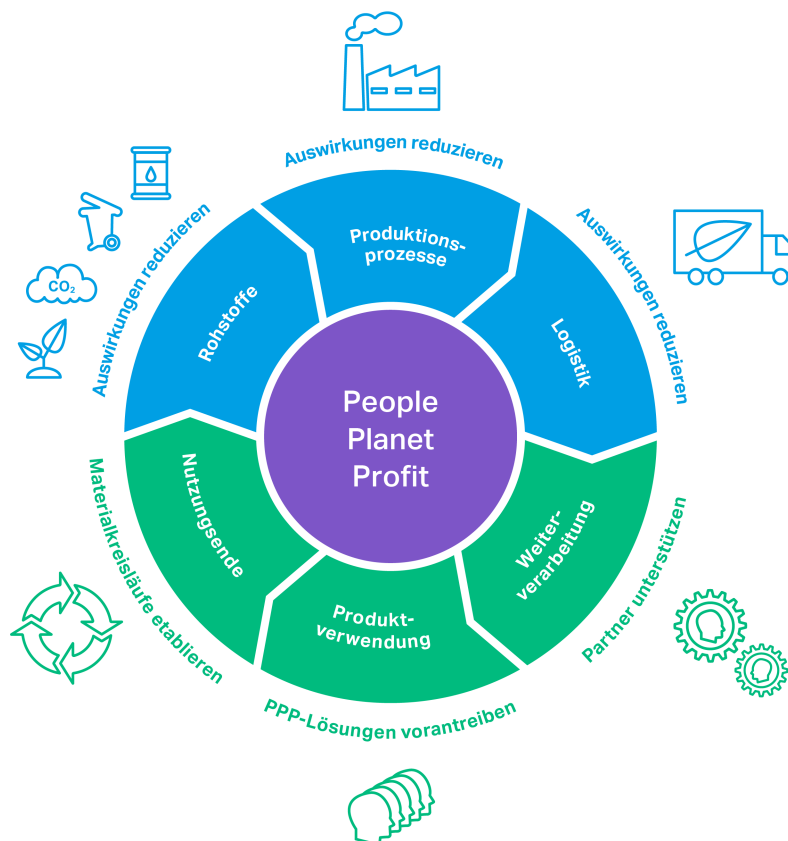 Auswirkungen reduzieren
Produktions-
prozesse
Auswirkungen reduzieren
Logistik
Partner unterstützen
Weiter-
verarbeitung
PPP-Lösungen vorantreiben
Produkt-
verwendung
Materialkreisläufe etablieren
Nutzungsende
Auswirkungen reduzieren
Rohstoffe
CO₂
People
Planet
Profit